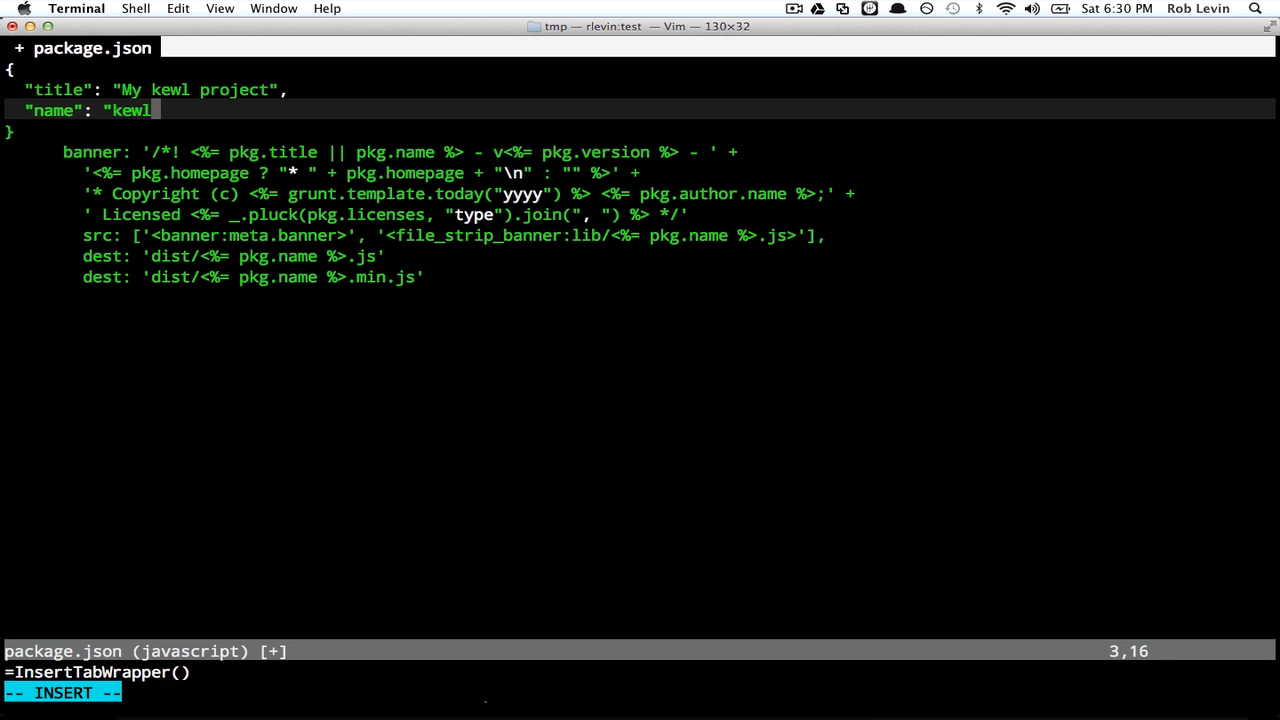 Terminal Shell Edit View Window Help Sat 6:30 PM Rob Levin
tmp — rlevin:test — Vim — 130×32
+ package.json
{
  "title": "My kewl project",
  "name": "kewl
}
      banner: '/*! <%= pkg.title || pkg.name %> - v<%= pkg.version %> - ' +
        '<%= pkg.homepage ? "* " + pkg.homepage + "\n" : "" %>' +
        '* Copyright (c) <%= grunt.template.today("yyyy") %> <%= pkg.author.name %>;' +
        ' Licensed <%= _.pluck(pkg.licenses, "type").join(", ") %> */'
        src: ['<banner:meta.banner>', '<file_strip_banner:lib/<%= pkg.name %>.js>'],
        dest: 'dist/<%= pkg.name %>.js'
        dest: 'dist/<%= pkg.name %>.min.js'
package.json (javascript) [+] 3,16
=InsertTabWrapper()
-- INSERT --